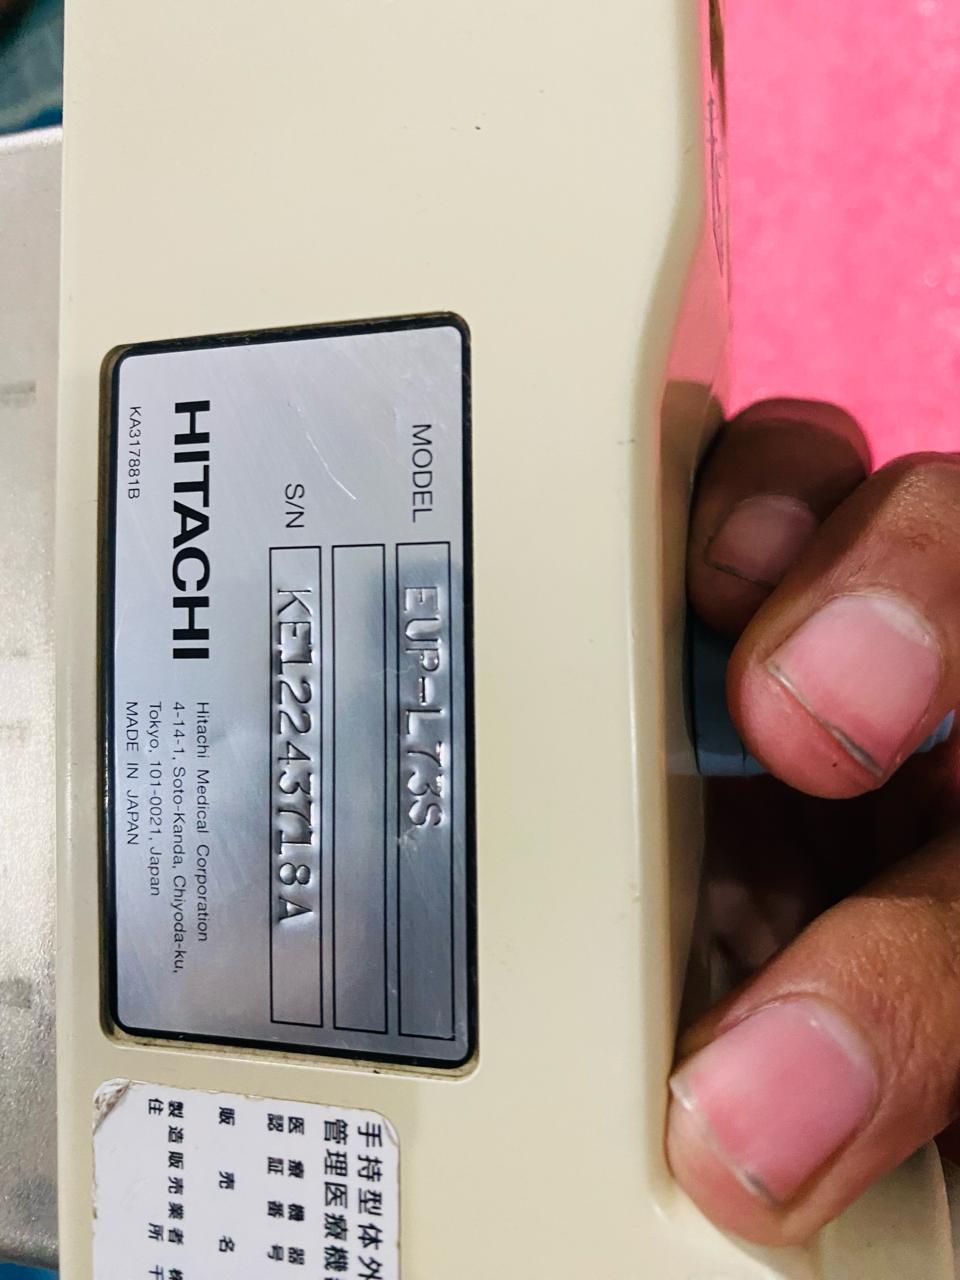 MODEL EUP-L73S
S/N KE12243718A
HITACHI
Hitachi Medical Corporation
4-14-1, Soto-Kanda, Chiyoda-ku,
Tokyo, 101-0021, Japan
KA317881B
MADE IN JAPAN
手持型体外
管理医療機
医療機器
認証番号
販売名
製造販売業者 株
住所 千